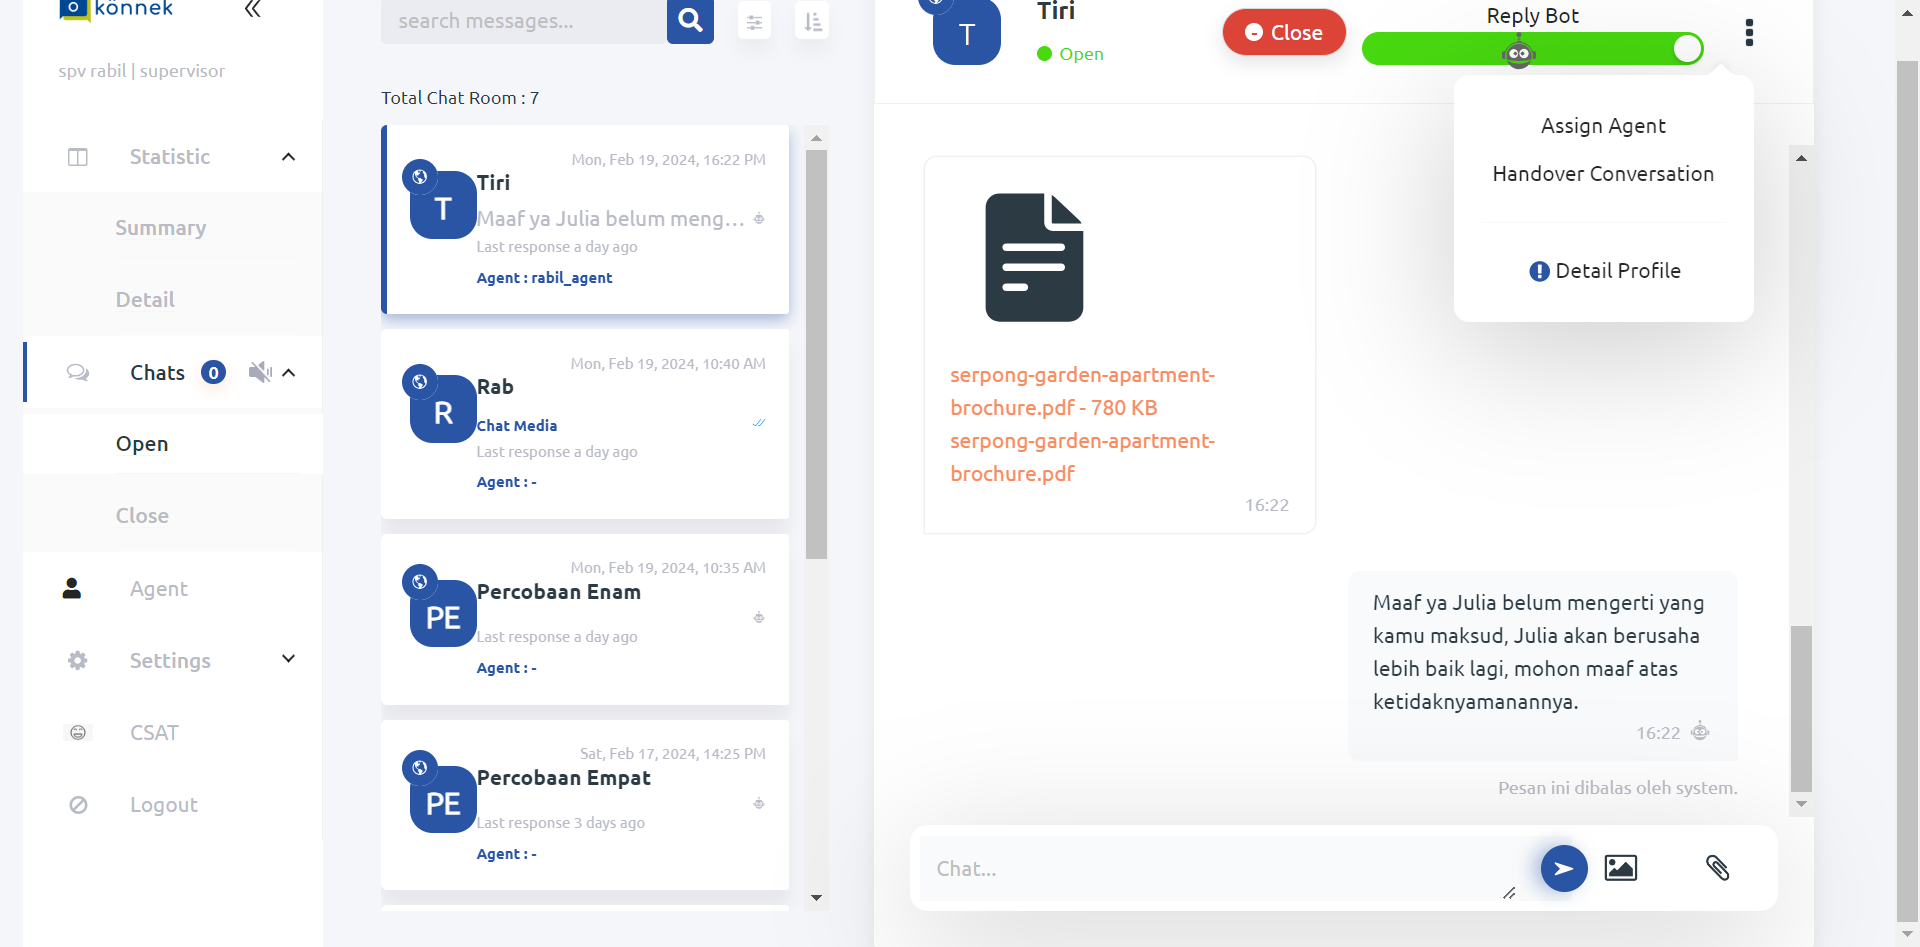 könnek
spv rabil | supervisor
Statistic
Summary
Detail
Chats 0
Open
Close
Agent
Settings
CSAT
Logout
search messages...
Total Chat Room : 7
Mon, Feb 19, 2024, 16:22 PM
T
Tiri
Maaf ya Julia belum meng...
Last response a day ago
Agent : rabil_agent
Mon, Feb 19, 2024, 10:40 AM
R
Rab
Chat Media
Last response a day ago
Agent : -
Mon, Feb 19, 2024, 10:35 AM
PE
Percobaan Enam
Last response a day ago
Agent : -
Sat, Feb 17, 2024, 14:25 PM
PE
Percobaan Empat
Last response 3 days ago
Agent : -
T
Tiri
Open
Close
Reply Bot
Assign Agent
Handover Conversation
Detail Profile
serpong-garden-apartment-
brochure.pdf - 780 KB
serpong-garden-apartment-
brochure.pdf
16:22
Maaf ya Julia belum mengerti yang
kamu maksud, Julia akan berusaha
lebih baik lagi, mohon maaf atas
ketidaknyamanannya.
16:22
Pesan ini dibalas oleh system.
Chat...